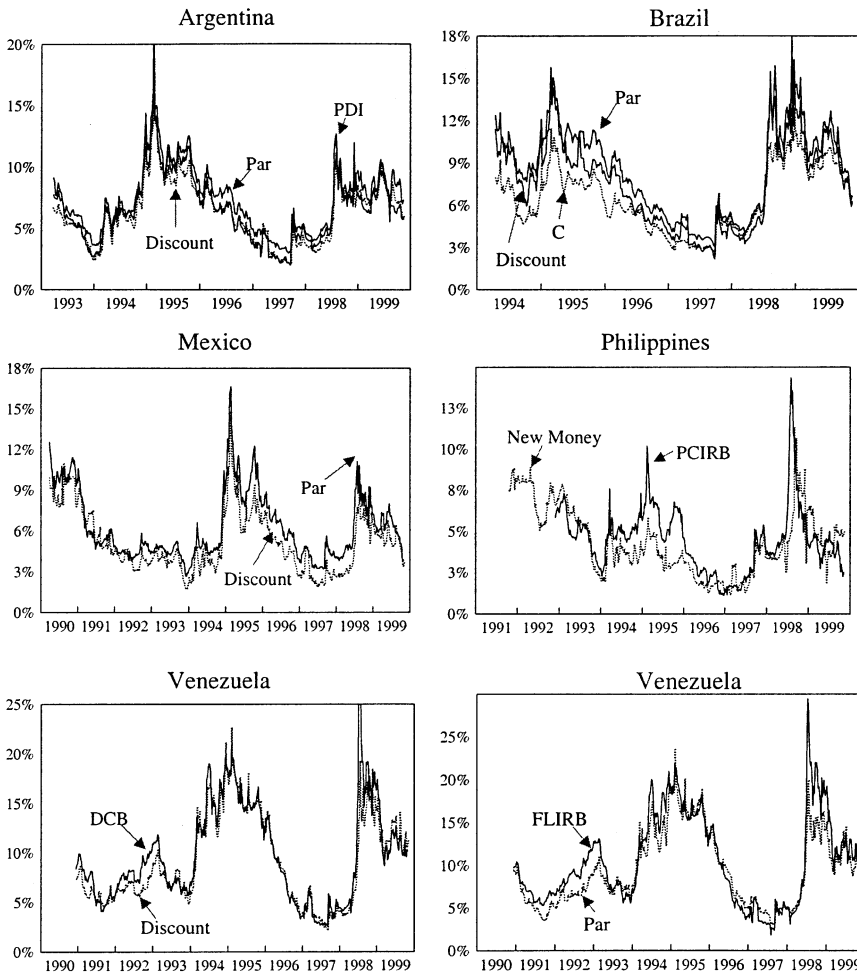 Argentina
20%
15%
10%
5%
0%
PDI
Par
Discount
1993 1994 1995 1996 1997 1998 1999
Brazil
18%
15%
12%
9%
6%
3%
0%
Par
C
Discount
1994 1995 1996 1997 1998 1999
Mexico
18%
15%
12%
9%
6%
3%
0%
Par
Discount
1990 1991 1992 1993 1994 1995 1996 1997 1998 1999
Philippines
13%
10%
8%
5%
3%
0%
New Money
PCIRB
1991 1992 1993 1994 1995 1996 1997 1998 1999
Venezuela
25%
20%
15%
10%
5%
0%
DCB
Discount
1990 1991 1992 1993 1994 1995 1996 1997 1998 1999
Venezuela
25%
20%
15%
10%
5%
0%
FLIRB
Par
1990 1991 1992 1993 1994 1995 1996 1997 1998 1999